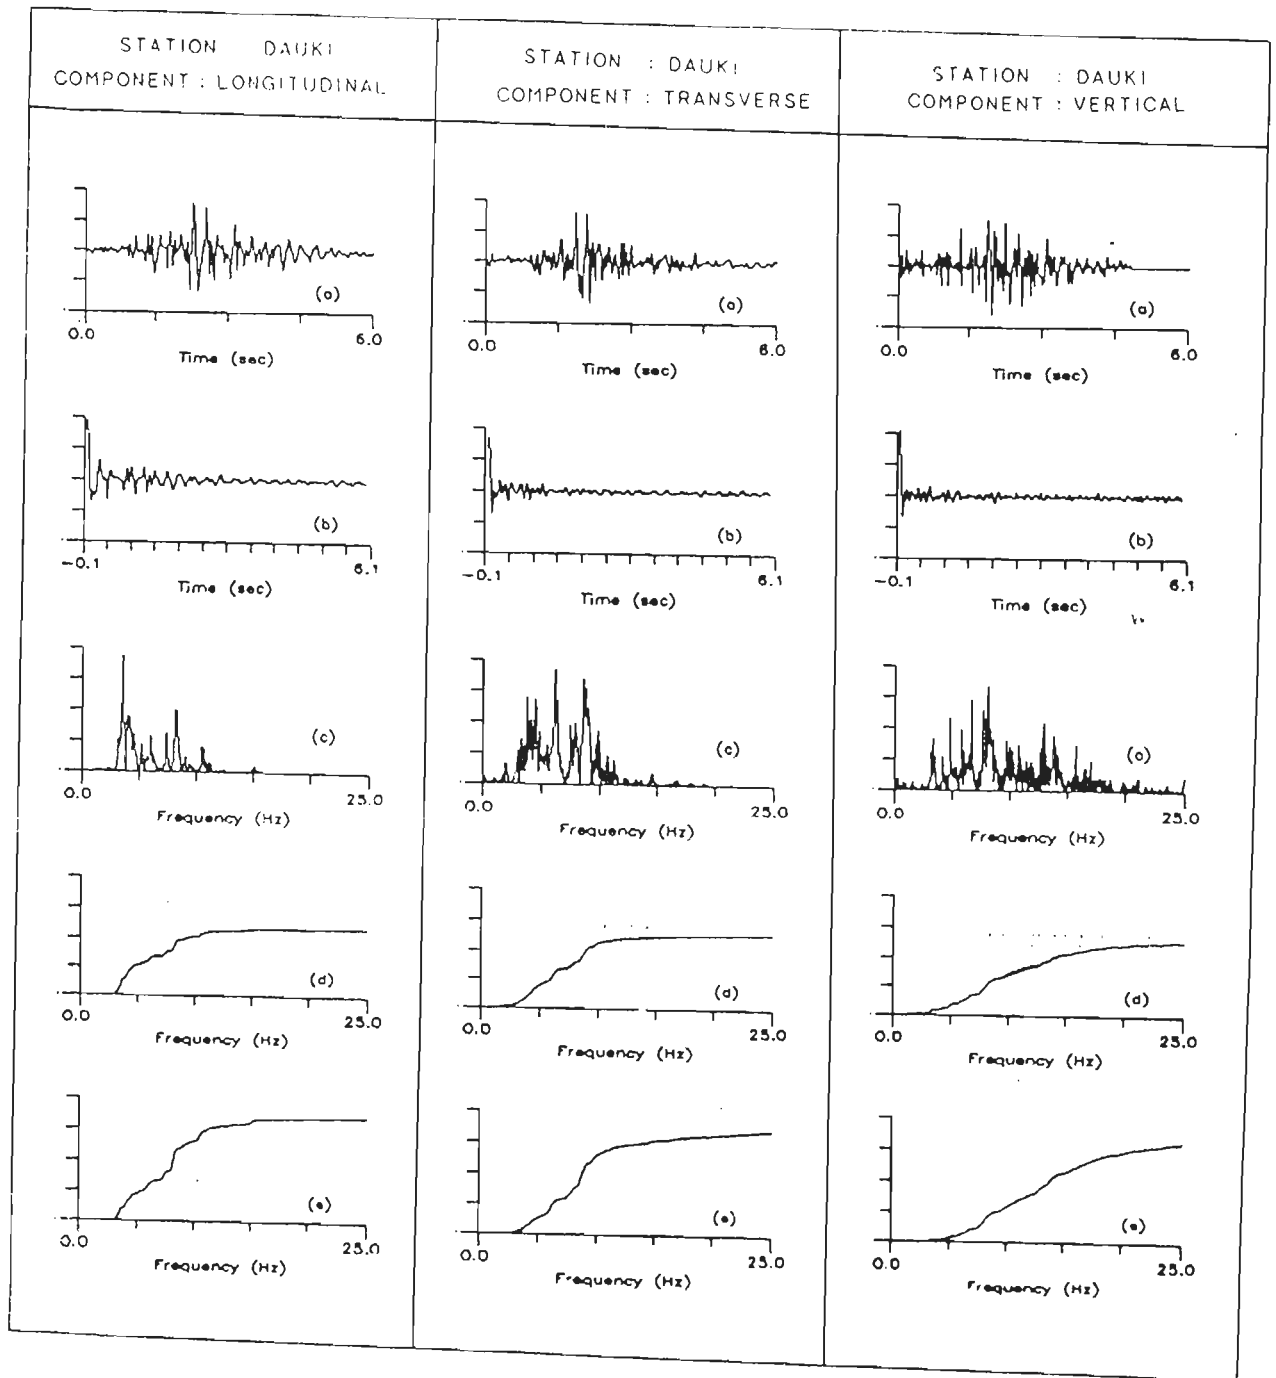 STATION DAUKI
COMPONENT : LONGITUDINAL
(a)
0.0 6.0
Time (sec)
(b)
-0.1 6.1
Time (sec)
(c)
0.0 25.0
Frequency (Hz)
(d)
0.0 25.0
Frequency (Hz)
(e)
0.0 25.0
Frequency (Hz)
STATION : DAUKI
COMPONENT : TRANSVERSE
(a)
0.0 6.0
Time (sec)
(b)
-0.1 6.1
Time (sec)
(c)
0.0 25.0
Frequency (Hz)
(d)
0.0 25.0
Frequency (Hz)
(e)
0.0 25.0
Frequency (Hz)
STATION : DAUKI
COMPONENT : VERTICAL
(a)
0.0 6.0
Time (sec)
(b)
-0.1 6.1
Time (sec)
(c)
0.0 25.0
Frequency (Hz)
(d)
0.0 25.0
Frequency (Hz)
(e)
0.0 25.0
Frequency (Hz)